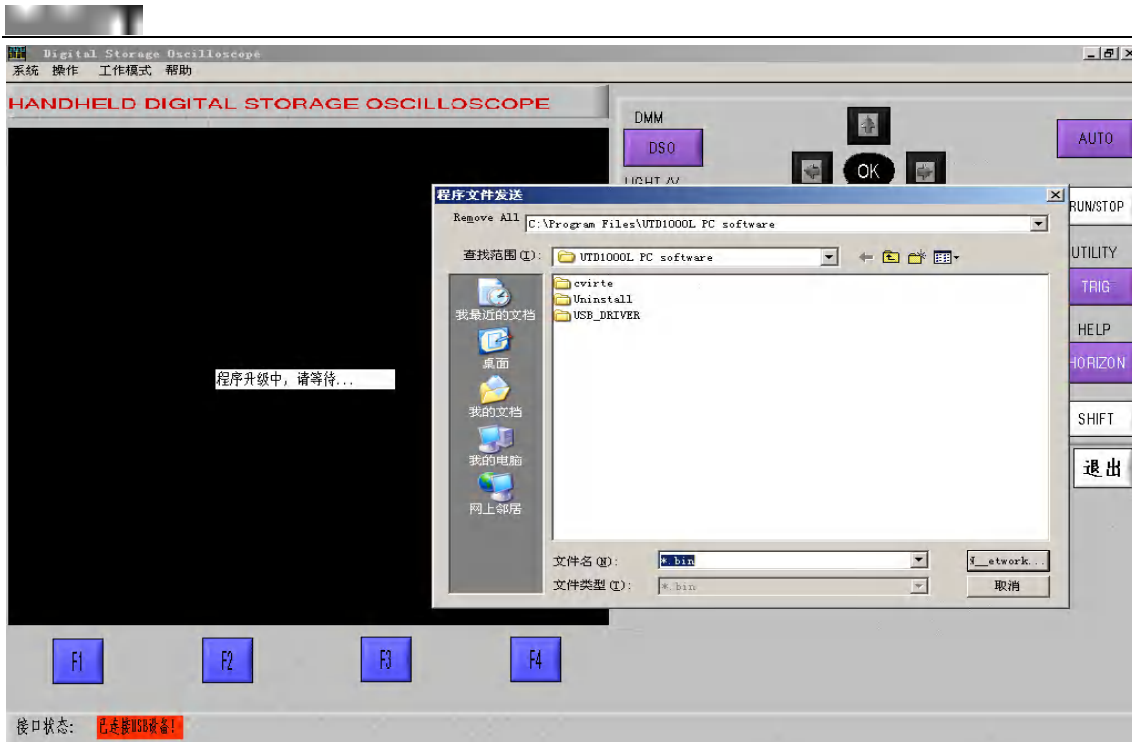 Digital Storage Oscilloscope
系统 操作 工作模式 帮助
HANDHELD DIGITAL STORAGE OSCILLOSCOPE
DMM
DSO
OK
AUTO
RUN/STOP
UTILITY
TRIG
HELP
HORIZON
SHIFT
退出
程序文件发送
Remove All C:\Program Files\UTD1000L PC software
查找范围(I): UTD1000L PC software
我最近的文档
桌面
我的文档
我的电脑
网上邻居
cvirte
Uninstall
USB_DRIVER
文件名(N): *.bin
文件类型(T): *.bin
取消
程序升级中，请等待...
F1 F2 F3 F4
接口状态: 已连接USB设备!